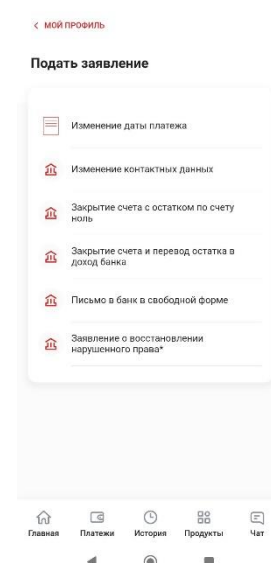 < МОЙ ПРОФИЛЬ
Подать заявление
Изменение даты платежа
Изменение контактных данных
Закрытие счета с остатком по счету
ноль
Закрытие счета и перевод остатка в
доход банка
Письмо в банк в свободной форме
Заявление о восстановлении
нарушенного права*
Главная Платежи История Продукты Чат